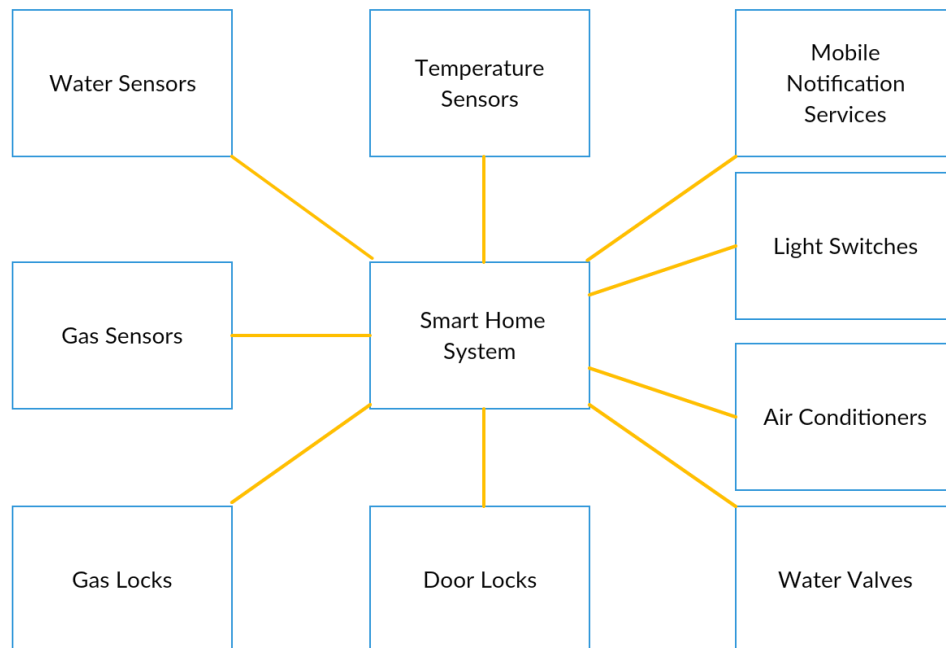 Water Sensors
Temperature
Sensors
Mobile
Notification
Services
Light Switches
Gas Sensors
Smart Home
System
Air Conditioners
Gas Locks
Door Locks
Water Valves